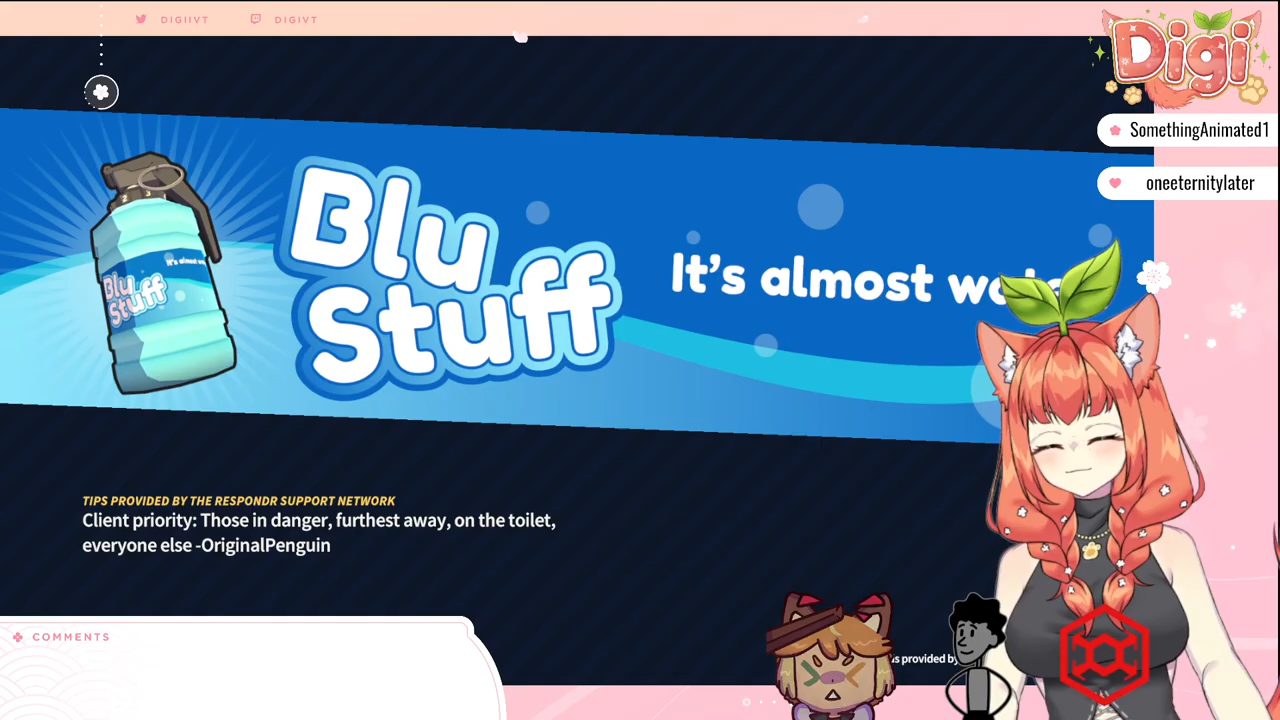 DIGIIVT
DIGIVT
Digi
SomethingAnimated1
oneeternitylater
Blu
Stuff
It's almost
It's almost
Blu
Stuff
TIPS PROVIDED BY THE RESPONDR SUPPORT NETWORK
Client priority: Those in danger, furthest away, on the toilet,
everyone else -OriginalPenguin
COMMENTS
provided by